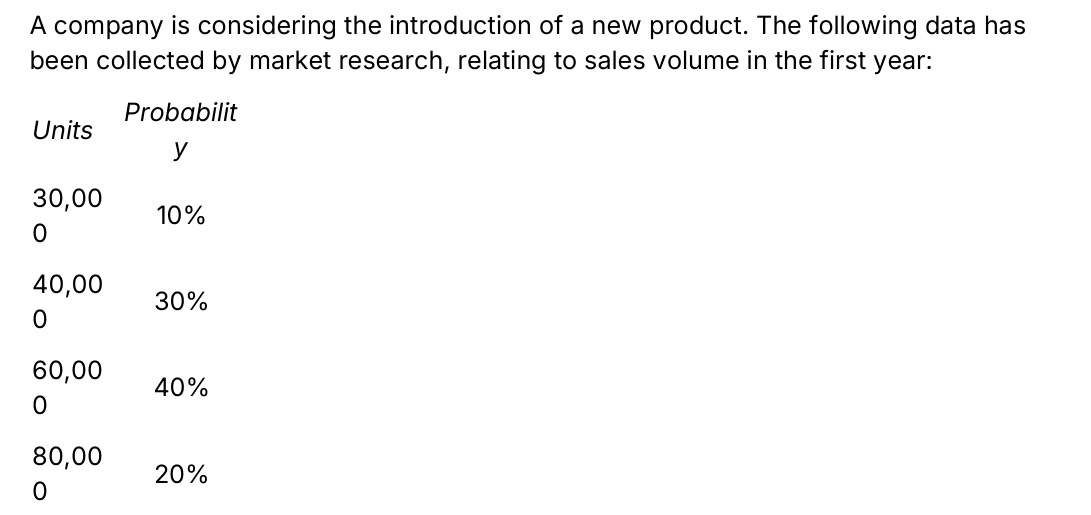 A company is considering the introduction of a new product. The following data has
been collected by market research, relating to sales volume in the first year:
Units Probabilit
y
30,00
0 10%
40,00
0 30%
60,00
0 40%
80,00
0 20%